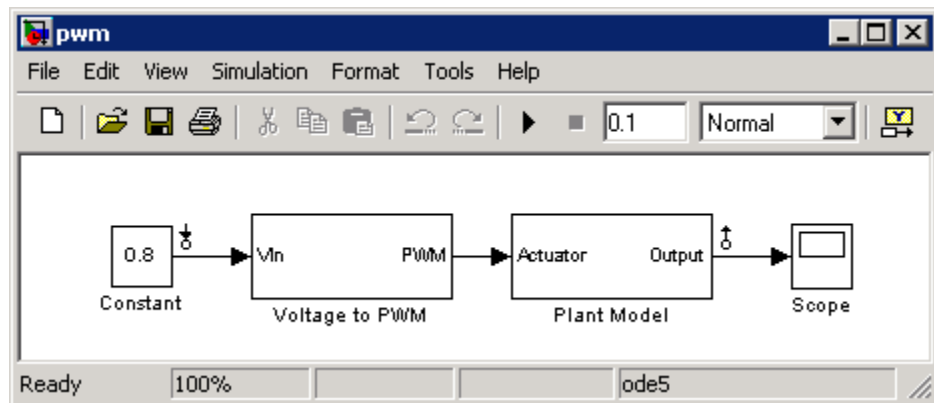 pwm
File Edit View Simulation Format Tools Help
0.1 Normal Y
0.8 VIn PWM Actuator Output
Constant Voltage to PWM Plant Model Scope
Ready 100% ode5